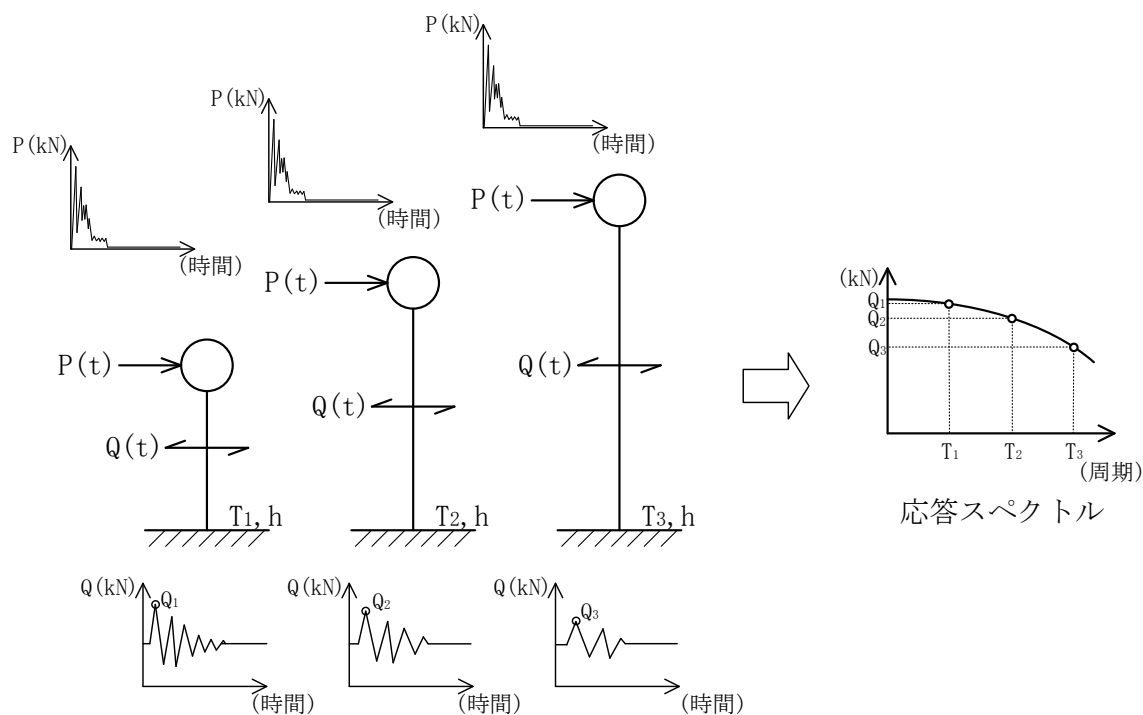 P(kN)
(時間)
P(kN)
(時間)
P(kN)
(時間)
P(t)
Q(t)
T₁,h
P(t)
Q(t)
T₂,h
P(t)
Q(t)
T₃,h
Q(kN)
Q₁
(時間)
Q(kN)
Q₂
(時間)
Q(kN)
Q₃
(時間)
(kN)
Q₁
Q₂
Q₃
T₁ T₂ T₃
(周期)
応答スペクトル